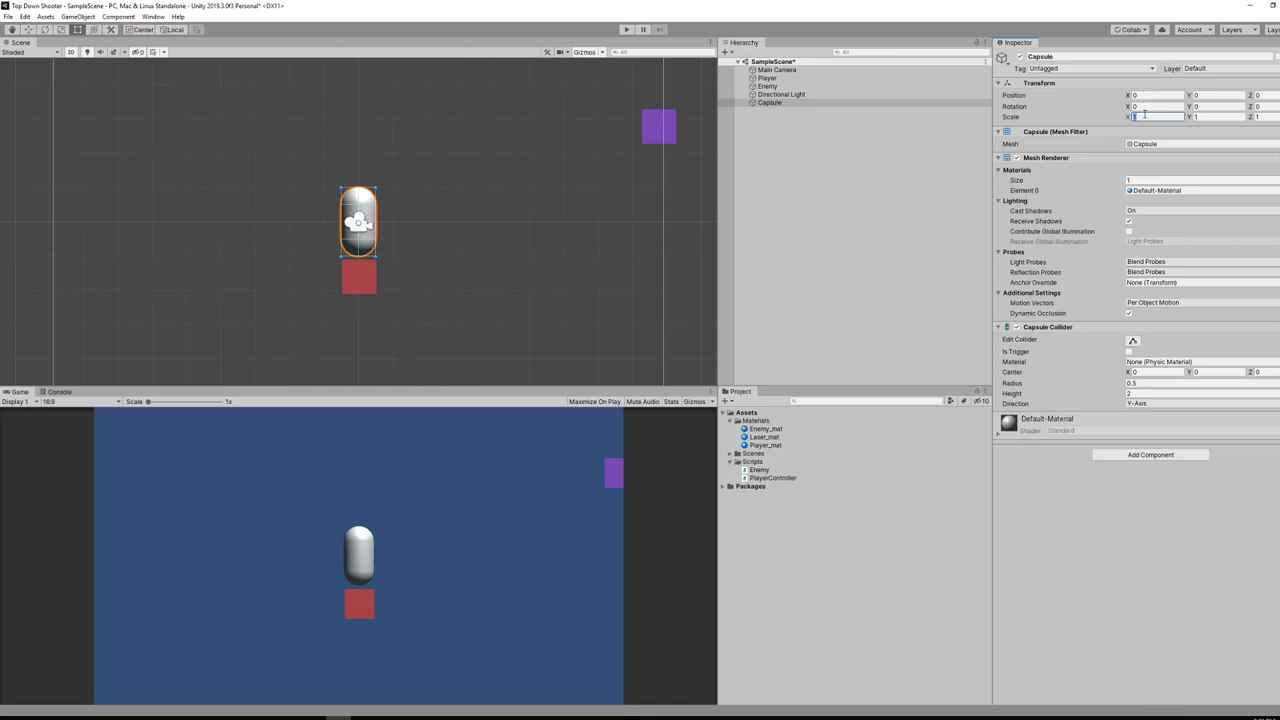 Top Down Shooter - SampleScene - PC, Mac & Linux Standalone - Unity 2019.3.0f3 Personal* <DX11>
File Edit Assets GameObject Component Window Help
Center Local Collab Account Layers
Scene
Shaded 2D 0 Gizmos All
Hierarchy
All
SampleScene*
Main Camera
Player
Enemy
Directional Light
Capsule
Inspector
Capsule
Tag Untagged Layer Default
Transform
Position X 0 Y 0 Z 0
Rotation X 0 Y 0 Z 0
Scale X 1 Y 1 Z 1
Capsule (Mesh Filter)
Mesh Capsule
Mesh Renderer
Materials
Size 1
Element 0 Default-Material
Lighting
Cast Shadows On
Receive Shadows
Contribute Global Illumination
Receive Global Illumination Light Probes
Probes
Light Probes Blend Probes
Reflection Probes Blend Probes
Anchor Override None (Transform)
Additional Settings
Motion Vectors Per Object Motion
Dynamic Occlusion
Capsule Collider
Edit Collider
Is Trigger
Material None (Physic Material)
Center X 0 Y 0 Z 0
Radius 0.5
Height 2
Direction Y-Axis
Default-Material
Shader Standard
Add Component
Game Console
Display 1 16:9 Scale 1x Maximize On Play Mute Audio Stats Gizmos
Project
10
Assets
Materials
Enemy_mat
Laser_mat
Player_mat
Scenes
Scripts
Enemy
PlayerController
Packages